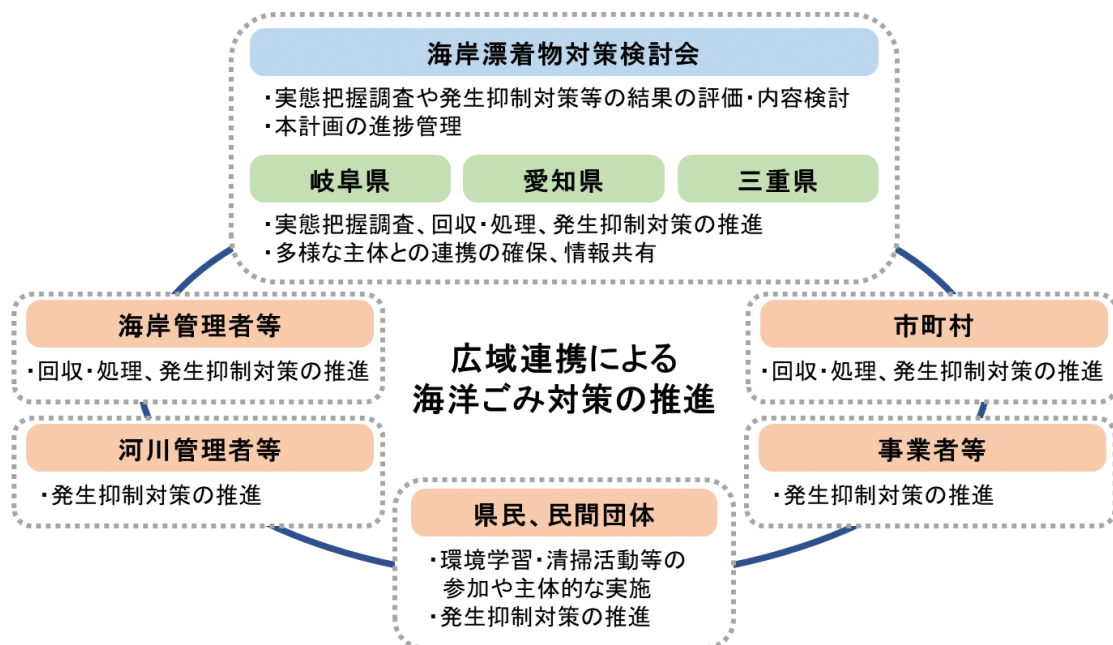 海岸漂着物対策検討会
・実態把握調査や発生抑制対策等の結果の評価・内容検討
・本計画の進捗管理
岐阜県
愛知県
三重県
・実態把握調査、回収・処理、発生抑制対策の推進
・多様な主体との連携の確保、情報共有
海岸管理者等
・回収・処理、発生抑制対策の推進
市町村
・回収・処理、発生抑制対策の推進
広域連携による
海洋ごみ対策の推進
河川管理者等
・発生抑制対策の推進
事業者等
・発生抑制対策の推進
県民、民間団体
・環境学習・清掃活動等の
参加や主体的な実施
・発生抑制対策の推進